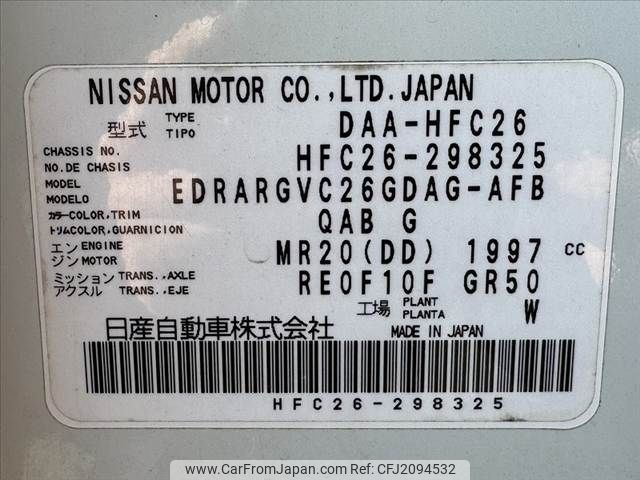 NISSAN MOTOR CO.,LTD.JAPAN
型式 TYPE TIPO DAA-HFC26
CHASSIS NO. NO.DE CHASIS HFC26-298325
MODEL MODELO EDRARGVC26GDAG-AFB
カラーCOLOR,TRIM トリムCOLOR,GUARNICION QAB G
エンジン ENGINE MOTOR MR20(DD) 1997 CC
ミッション アクスル TRANS.,AXLE TRANS.,EJE RE0F10F GR50
工場 PLANT PLANTA W
日産自動車株式会社 MADE IN JAPAN
HFC26-298325
www.CarFromJapan.com | Photo ID: CFJ2094532